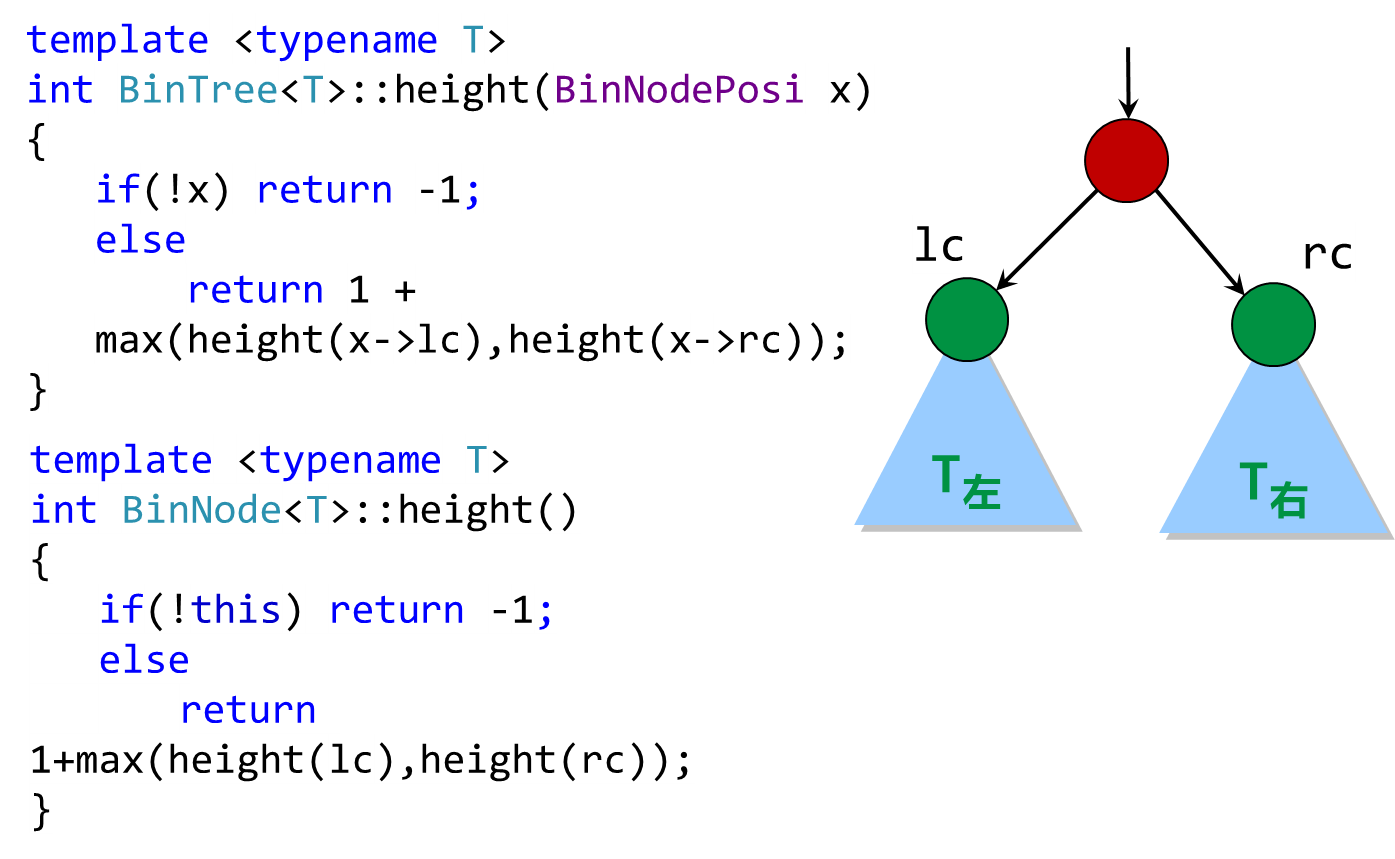 template <typename T>
int BinTree<T>::height(BinNodePosi x)
{
if(!x) return -1;
else
return 1 +
max(height(x->lc),height(x->rc));
}
template <typename T>
int BinNode<T>::height()
{
if(!this) return -1;
else
return
1+max(height(lc),height(rc));
}
lc
rc
T左
T右